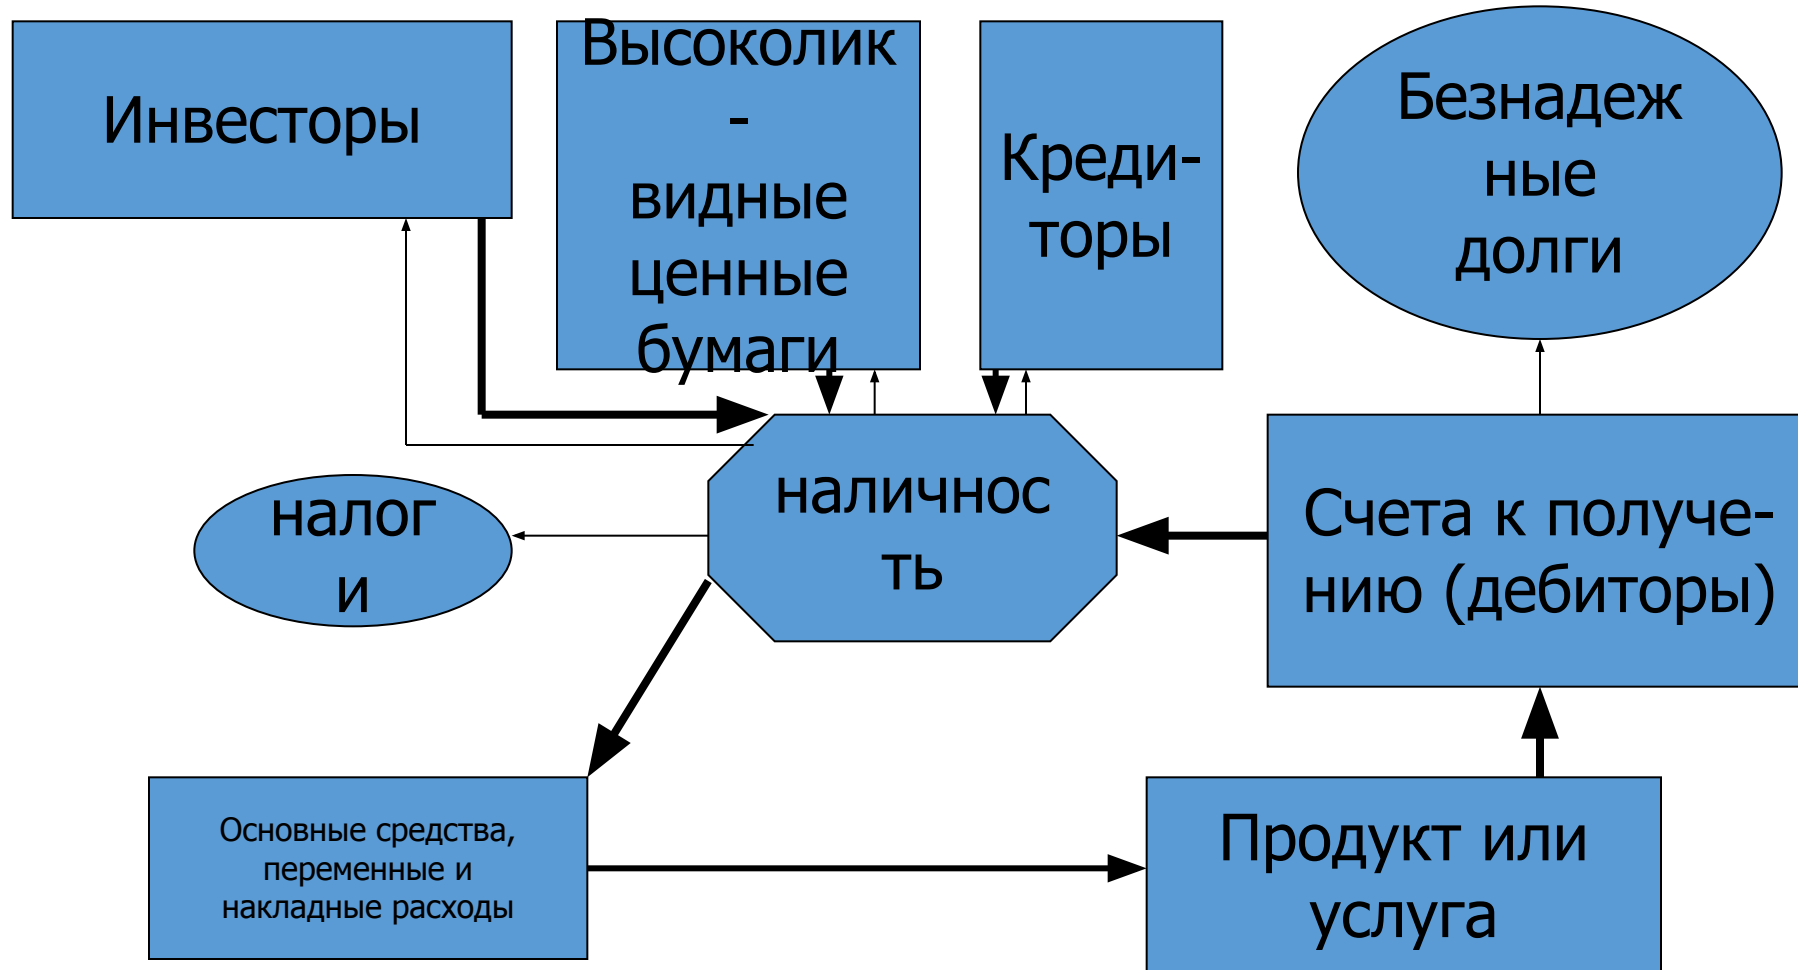 Инвесторы
Высоколик
-
видные
ценные
бумаги
Креди-
торы
Безнадеж
ные
долги
налог
и
наличнос
ть
Счета к получе-
нию (дебиторы)
Основные средства,
переменные и
накладные расходы
Продукт или
услуга